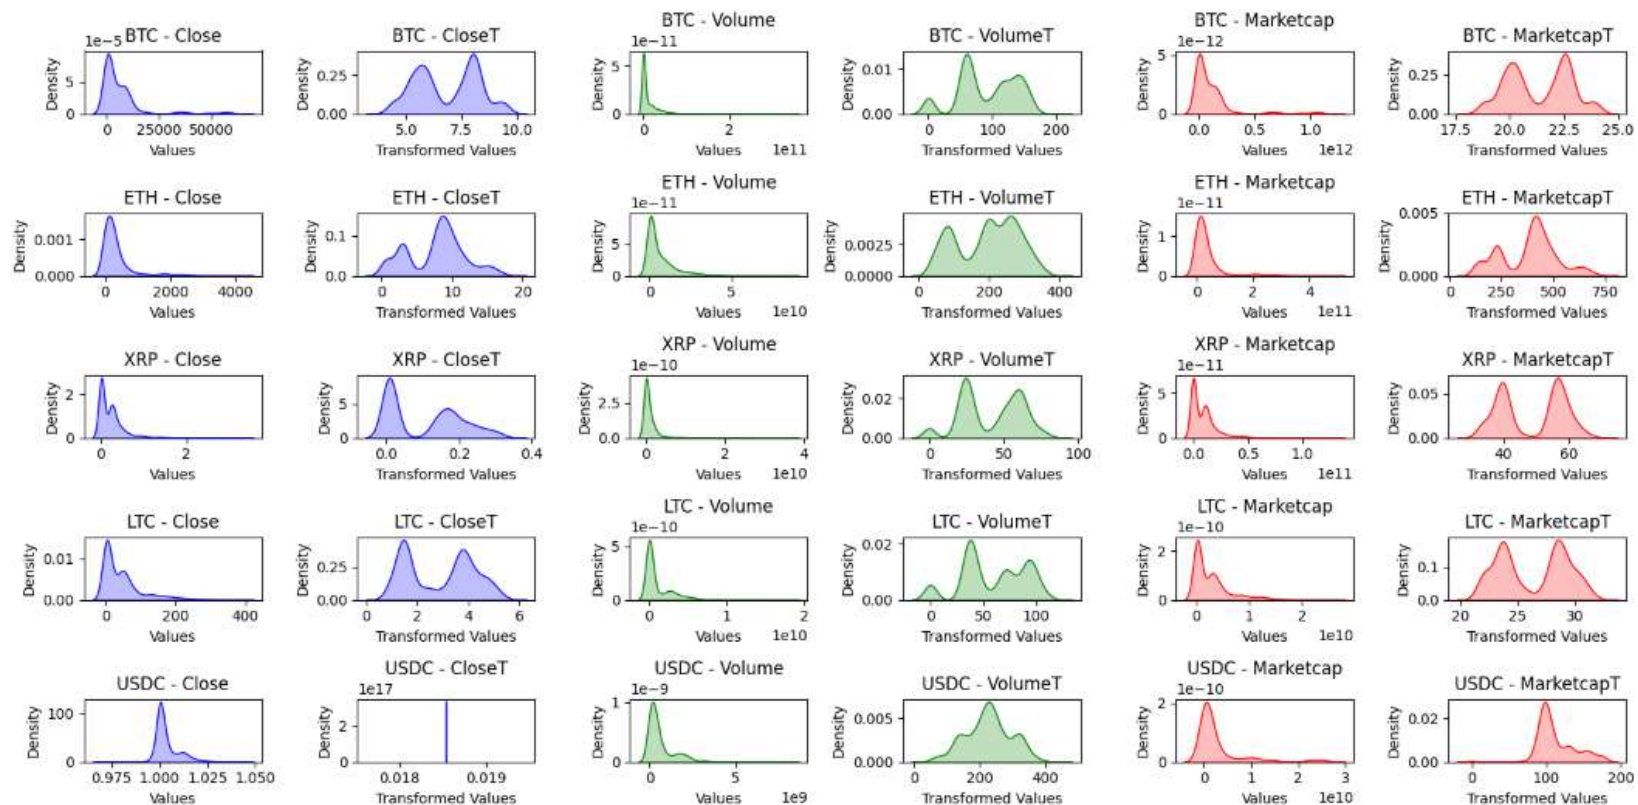 BTC - Close
1e−5
Density
5
0
0 25000 50000
Values
BTC - CloseT
Density
0.25
0.00
5.0 7.5 10.0
Transformed Values
BTC - Volume
1e−11
Density
5
0
0 2
Values 1e11
BTC - VolumeT
Density
0.01
0.00
0 100 200
Transformed Values
BTC - Marketcap
1e−12
Density
5
0
0.0 0.5 1.0
Values 1e12
BTC - MarketcapT
Density
0.25
0.00
17.5 20.0 22.5 25.0
Transformed Values
ETH - Close
Density
0.001
0.000
0 2000 4000
Values
ETH - CloseT
Density
0.1
0.0
0 10 20
Transformed Values
ETH - Volume
1e−11
Density
5
0
0 5
Values 1e10
ETH - VolumeT
Density
0.0025
0.0000
0 200 400
Transformed Values
ETH - Marketcap
1e−11
Density
1
0
0 2 4
Values 1e11
ETH - MarketcapT
Density
0.005
0.000
0 250 500 750
Transformed Values
XRP - Close
Density
2
0
0 2
Values
XRP - CloseT
Density
5
0
0.0 0.2 0.4
Transformed Values
XRP - Volume
1e−10
Density
2.5
0.0
0 2 4
Values 1e10
XRP - VolumeT
Density
0.02
0.00
0 50 100
Transformed Values
XRP - Marketcap
1e−11
Density
5
0
0.0 0.5 1.0
Values 1e11
XRP - MarketcapT
Density
0.05
0.00
40 60
Transformed Values
LTC - Close
Density
0.01
0.00
0 200 400
Values
LTC - CloseT
Density
0.25
0.00
0 2 4 6
Transformed Values
LTC - Volume
1e−10
Density
5
0
0 1 2
Values 1e10
LTC - VolumeT
Density
0.02
0.00
0 50 100
Transformed Values
LTC - Marketcap
1e−10
Density
2
0
0 1 2
Values 1e10
LTC - MarketcapT
Density
0.1
0.0
20 25 30
Transformed Values
USDC - Close
Density
100
0
0.975 1.000 1.025 1.050
Values
USDC - CloseT
1e17
Density
2
0
0.018 0.019
Transformed Values
USDC - Volume
1e−9
Density
1
0
0 5
Values 1e9
USDC - VolumeT
Density
0.005
0.000
0 200 400
Transformed Values
USDC - Marketcap
1e−10
Density
2
0
0 1 2 3
Values 1e10
USDC - MarketcapT
Density
0.02
0.00
0 100 200
Transformed Values